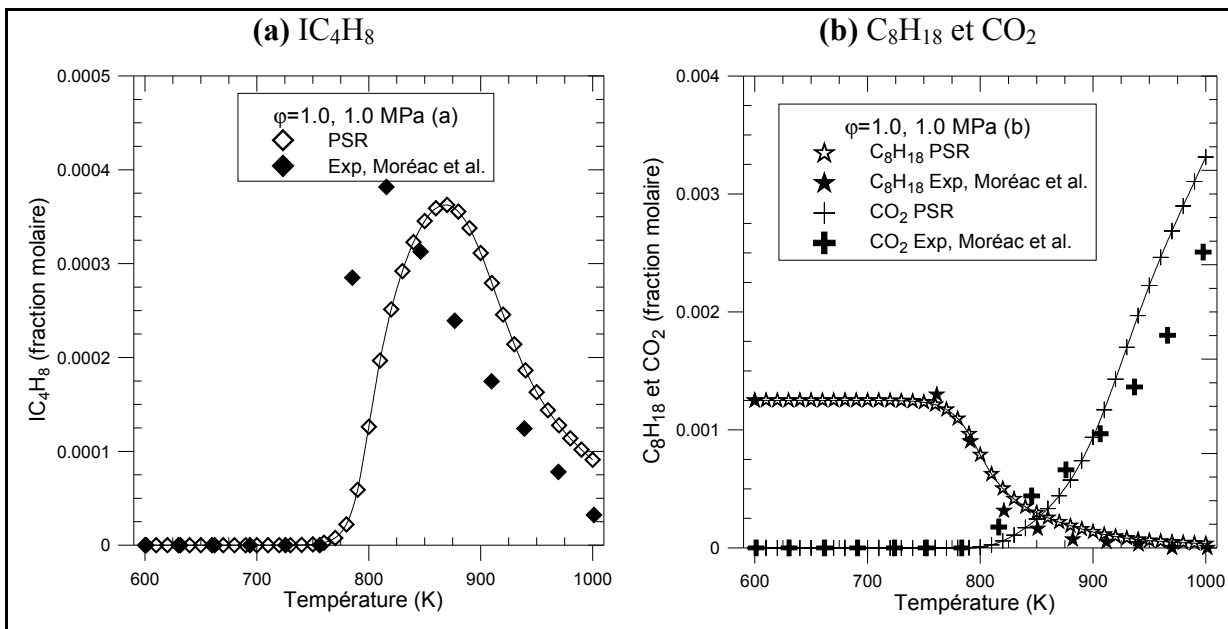 (a) IC₄H₈
0.0005
0.0004
0.0003
0.0002
0.0001
0
IC₄H₈ (fraction molaire)
φ=1.0, 1.0 MPa (a)
PSR
Exp, Moréac et al.
600 700 800 900 1000
Température (K)
(b) C₈H₁₈ et CO₂
0.004
0.003
0.002
0.001
0
C₈H₁₈ et CO₂ (fraction molaire)
φ=1.0, 1.0 MPa (b)
C₈H₁₈ PSR
C₈H₁₈ Exp, Moréac et al.
CO₂ PSR
CO₂ Exp, Moréac et al.
600 700 800 900 1000
Température (K)